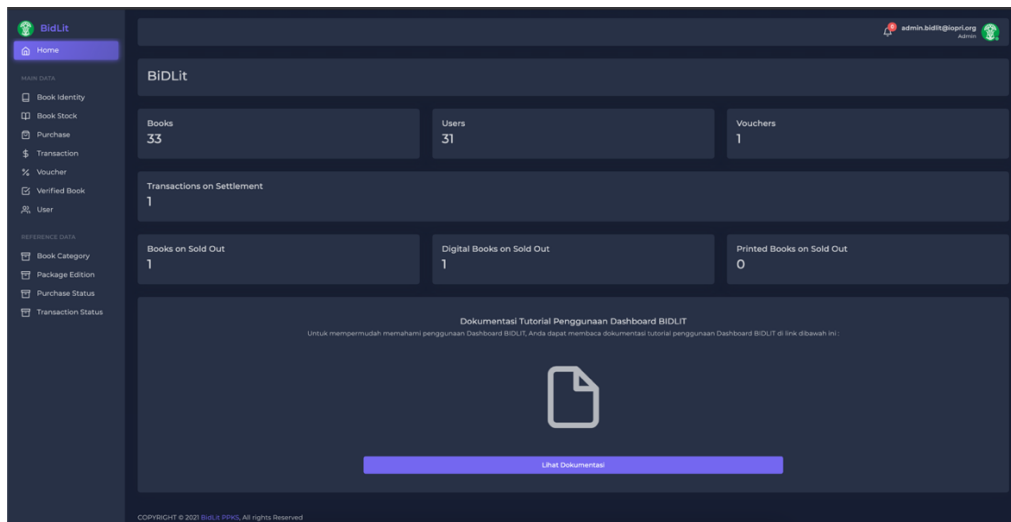 BidLit
admin.bidlit@iopri.org
Admin
Home
MAIN DATA
Book Identity
Book Stock
Purchase
Transaction
Voucher
Verified Book
User
REFERENCE DATA
Book Category
Package Edition
Purchase Status
Transaction Status
BiDLit
Books
33
Users
31
Vouchers
1
Transactions on Settlement
1
Books on Sold Out
1
Digital Books on Sold Out
1
Printed Books on Sold Out
0
Dokumentasi Tutorial Penggunaan Dashboard BIDLIT
Untuk mempermudah memahami penggunaan Dashboard BIDLIT, Anda dapat membaca dokumentasi tutorial penggunaan Dashboard BIDLIT di link dibawah ini :
Lihat Dokumentasi
COPYRIGHT © 2021 BidLit PPKS, All rights Reserved